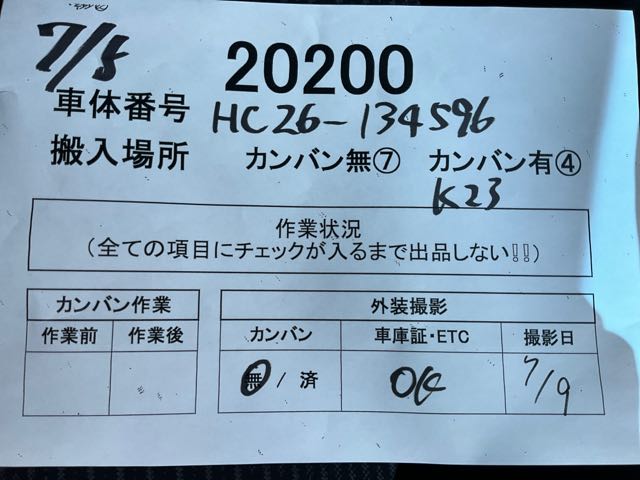 7/8
20200
車体番号 HC26-134596
搬入場所 カンバン無⑦ カンバン有④
K23
作業状況
(全ての項目にチェックが入るまで出品しない!!)
カンバン作業 外装撮影
作業前 作業後 カンバン 車庫証・ETC 撮影日
無 / 済 OK 7/9